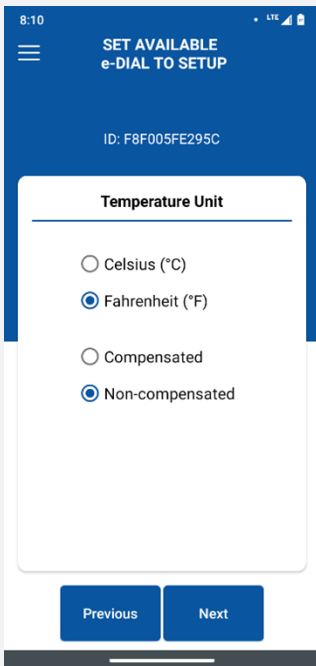 8:10
LTE
SET AVAILABLE
e-DIAL TO SETUP
ID: F8F005FE295C
Temperature Unit
Celsius (°C)
Fahrenheit (°F)
Compensated
Non-compensated
Previous
Next